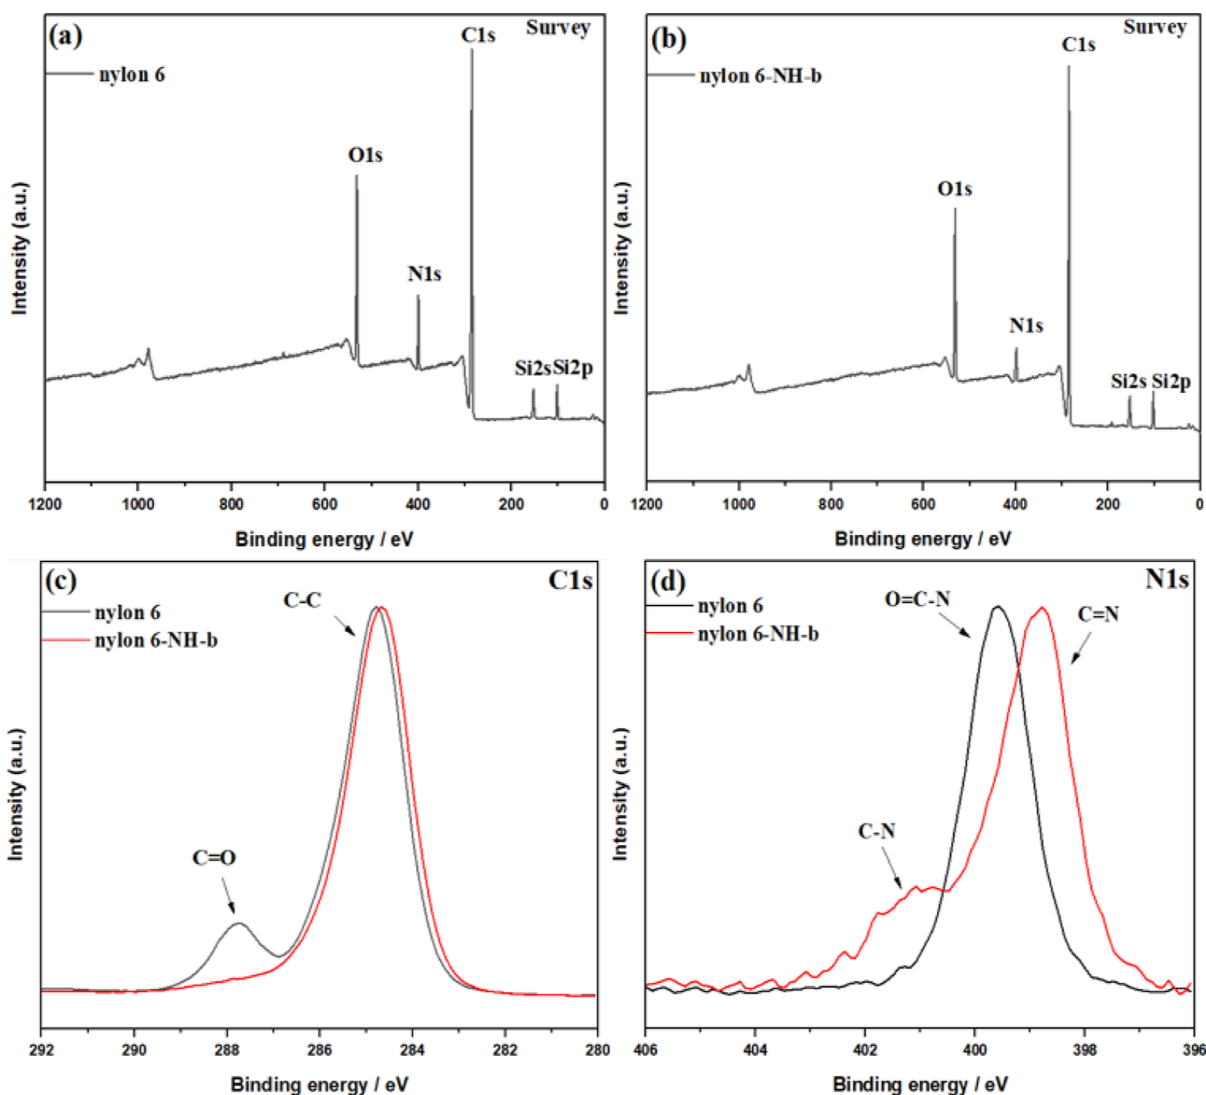 (a)
Survey
nylon 6
C1s
O1s
N1s
Si2s
Si2p
Intensity (a.u.)
1200
1000
800
600
400
200
0
Binding energy / eV
(b)
Survey
nylon 6-NH-b
C1s
O1s
N1s
Si2s
Si2p
Intensity (a.u.)
1200
1000
800
600
400
200
0
Binding energy / eV
(c)
C1s
nylon 6
nylon 6-NH-b
C-C
C=O
Intensity (a.u.)
292
290
288
286
284
282
280
Binding energy / eV
(d)
N1s
nylon 6
nylon 6-NH-b
O=C-N
C=N
C-N
Intensity (a.u.)
406
404
402
400
398
396
Binding energy / eV